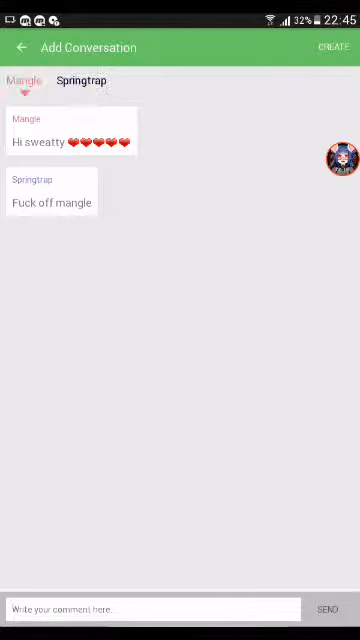 32% 22:45
Add Conversation CREATE
Mangle Springtrap
Mangle
Hi sweatty ❤❤❤❤❤
Springtrap
Fuck off mangle
Write your comment here. SEND